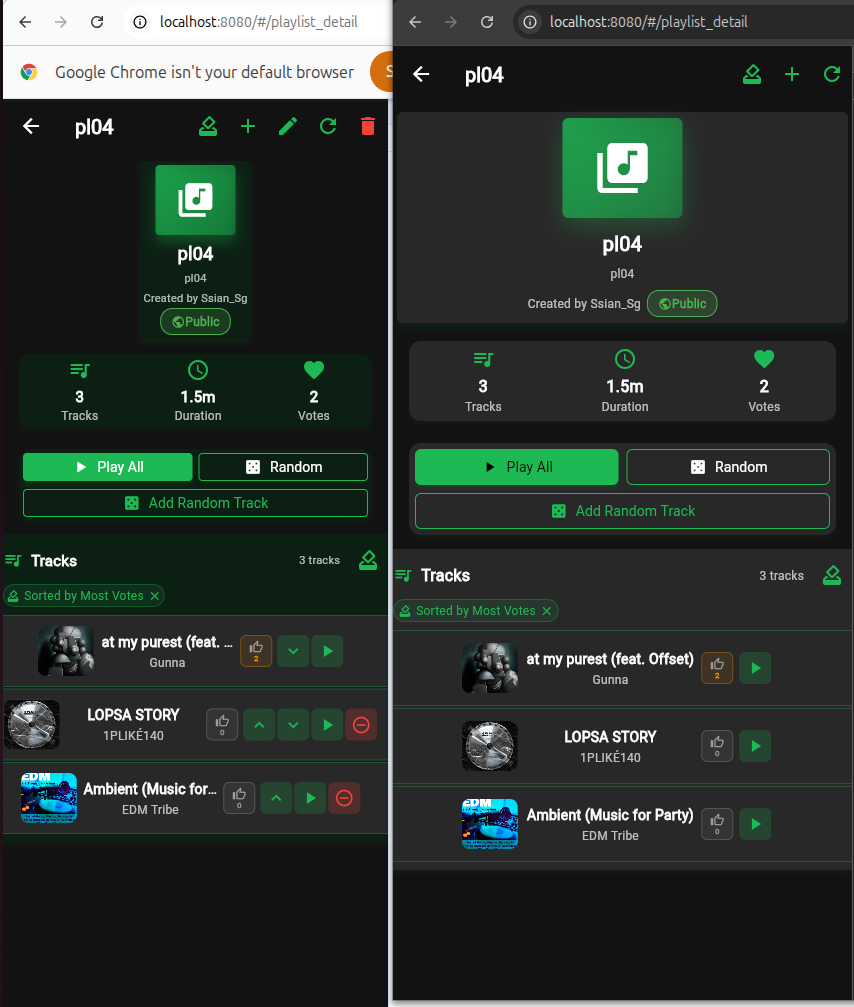 localhost:8080/#/playlist_detail
Google Chrome isn't your default browser
S
pl04
pl04
pl04
Created by Ssian_Sg
Public
3
Tracks
1.5m
Duration
2
Votes
Play All
Random
Add Random Track
Tracks
3 tracks
Sorted by Most Votes
at my purest (feat. ...
Gunna
2
LOPSA STORY
1PLIKÉ140
0
EDM
Ambient (Music for...
EDM Tribe
0
localhost:8080/#/playlist_detail
pl04
pl04
pl04
Created by Ssian_Sg
Public
3
Tracks
1.5m
Duration
2
Votes
Play All
Random
Add Random Track
Tracks
3 tracks
Sorted by Most Votes
at my purest (feat. Offset)
Gunna
2
LOPSA STORY
1PLIKÉ140
0
EDM
Ambient (Music for Party)
EDM Tribe
0